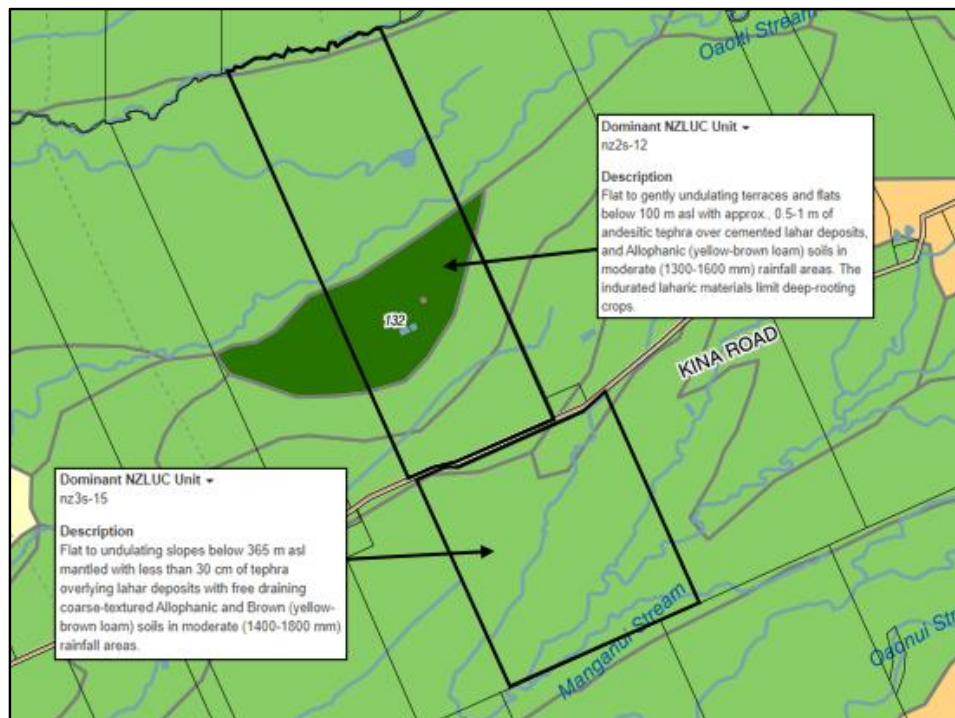 Oaoiti Stream
Dominant NZLUC Unit
nz2s-12
Description
Flat to gently undulating terraces and flats
below 100 m asl with approx., 0.5-1 m of
andesitic tephra over cemented lahar deposits,
and Allophanic (yellow-brown loam) soils in
moderate (1300-1600 mm) rainfall areas. The
indurated laharic materials limit deep-rooting
crops.
132
KINA ROAD
Dominant NZLUC Unit
nz3s-15
Description
Flat to undulating slopes below 365 m asl
mantled with less than 30 cm of tephra
overlying lahar deposits with free draining
coarse-textured Allophanic and Brown (yellow-
brown loam) soils in moderate (1400-1800 mm)
rainfall areas.
Manganui Stream
Oaonui Str